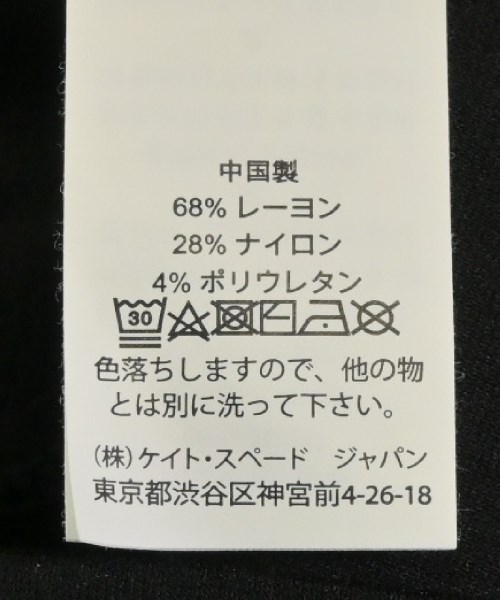 中国製
68% レーヨン
28% ナイロン
4% ポリウレタン
30
色落ちしますので、他の物
とは別に洗って下さい。
（株）ケイト・スペード　ジャパン
東京都渋谷区神宮前4-26-18